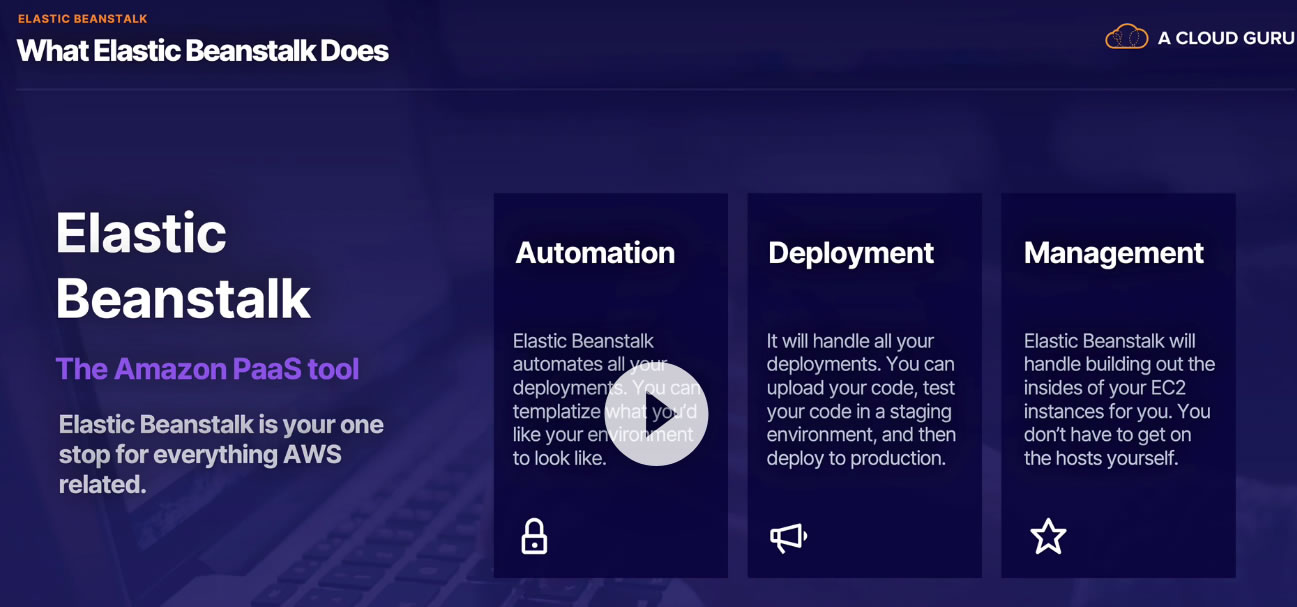 ELASTIC BEANSTALK
What Elastic Beanstalk Does
A CLOUD GURU
Elastic
Beanstalk
The Amazon PaaS tool
Elastic Beanstalk is your one
stop for everything AWS
related.
Automation
Elastic Beanstalk
automates all your
deployments. You can
templatize what you'd
like your environment
to look like.
Deployment
It will handle all your
deployments. You can
upload your code, test
your code in a staging
environment, and then
deploy to production.
Management
Elastic Beanstalk will
handle building out the
insides of your EC2
instances for you. You
don't have to get on
the hosts yourself.